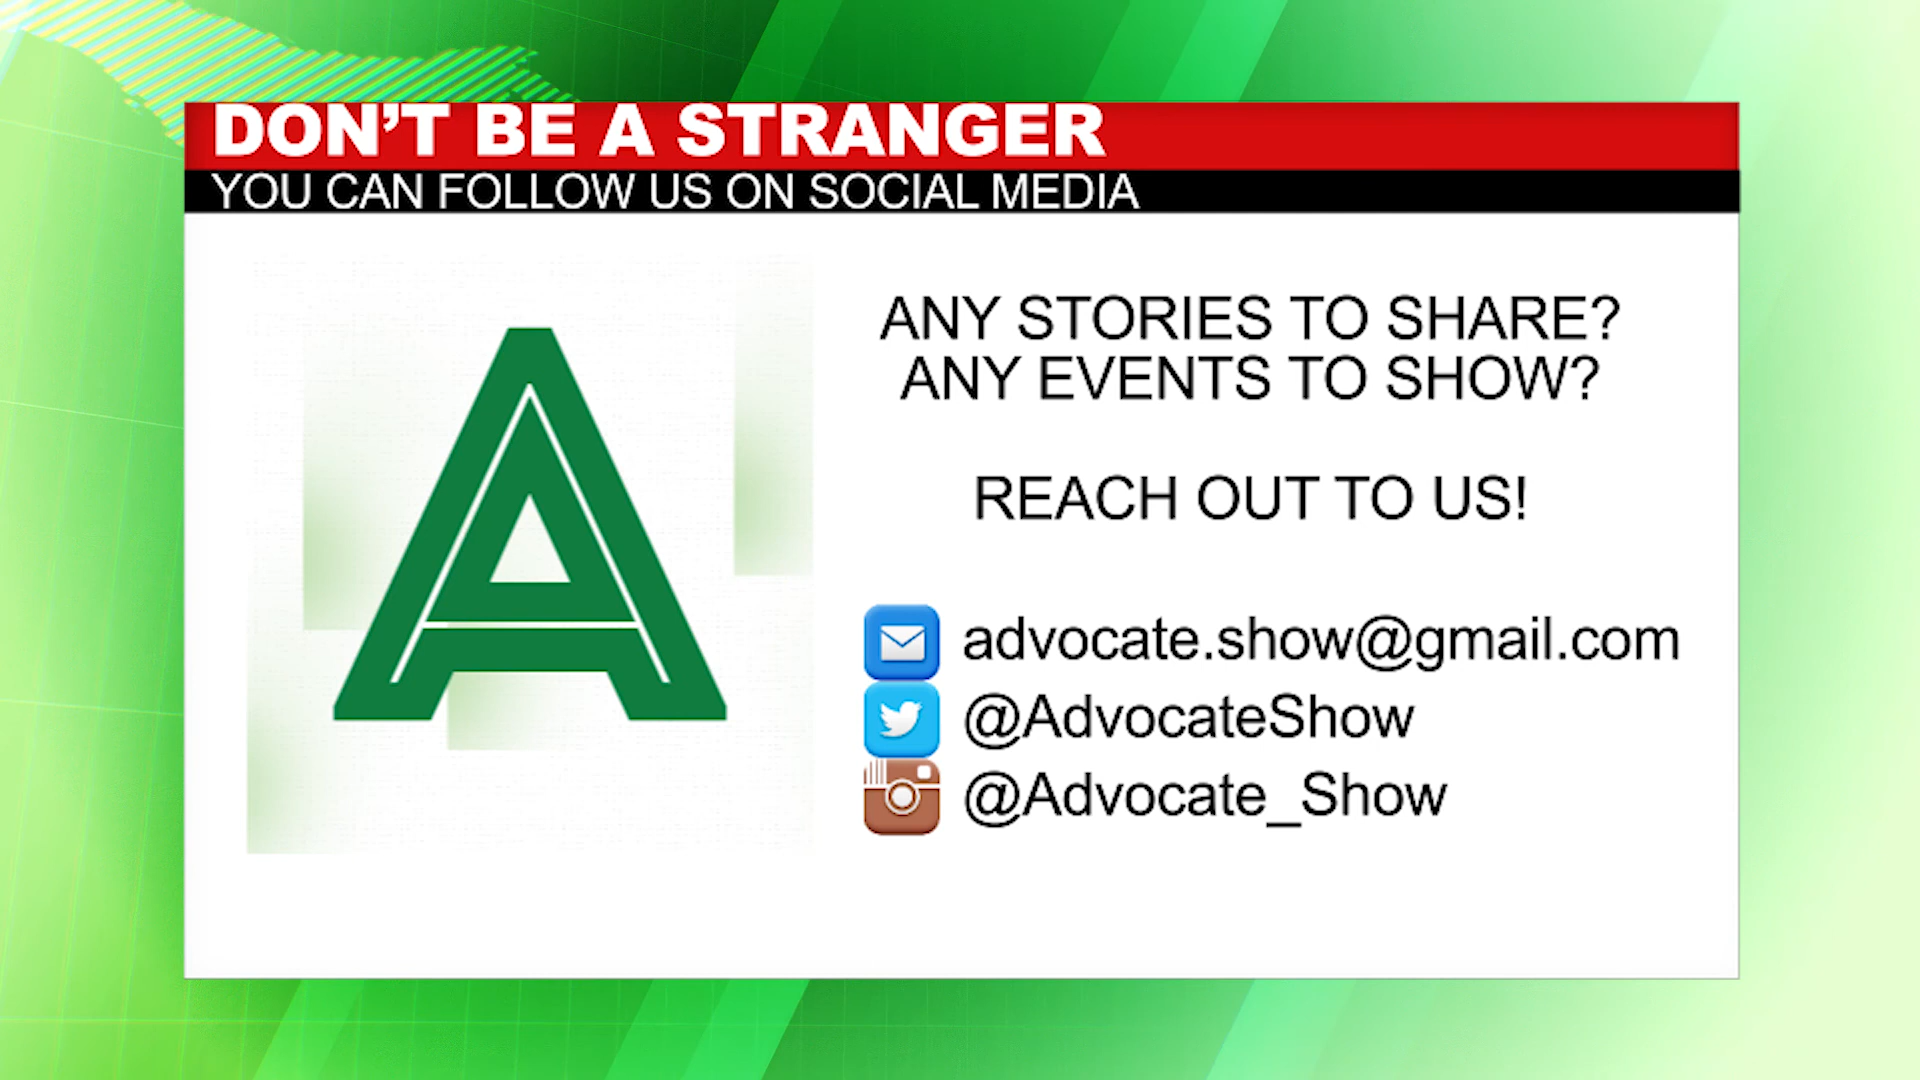 DON'T BE A STRANGER
YOU CAN FOLLOW US ON SOCIAL MEDIA
A
ANY STORIES TO SHARE?
ANY EVENTS TO SHOW?
REACH OUT TO US!
advocate.show@gmail.com
@AdvocateShow
@Advocate_Show